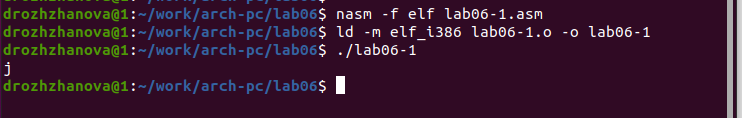 drozhzhanova@1:~/work/arch-pc/lab06$ nasm -f elf lab06-1.asm
drozhzhanova@1:~/work/arch-pc/lab06$ ld -m elf_i386 lab06-1.o -o lab06-1
drozhzhanova@1:~/work/arch-pc/lab06$ ./lab06-1
j
drozhzhanova@1:~/work/arch-pc/lab06$